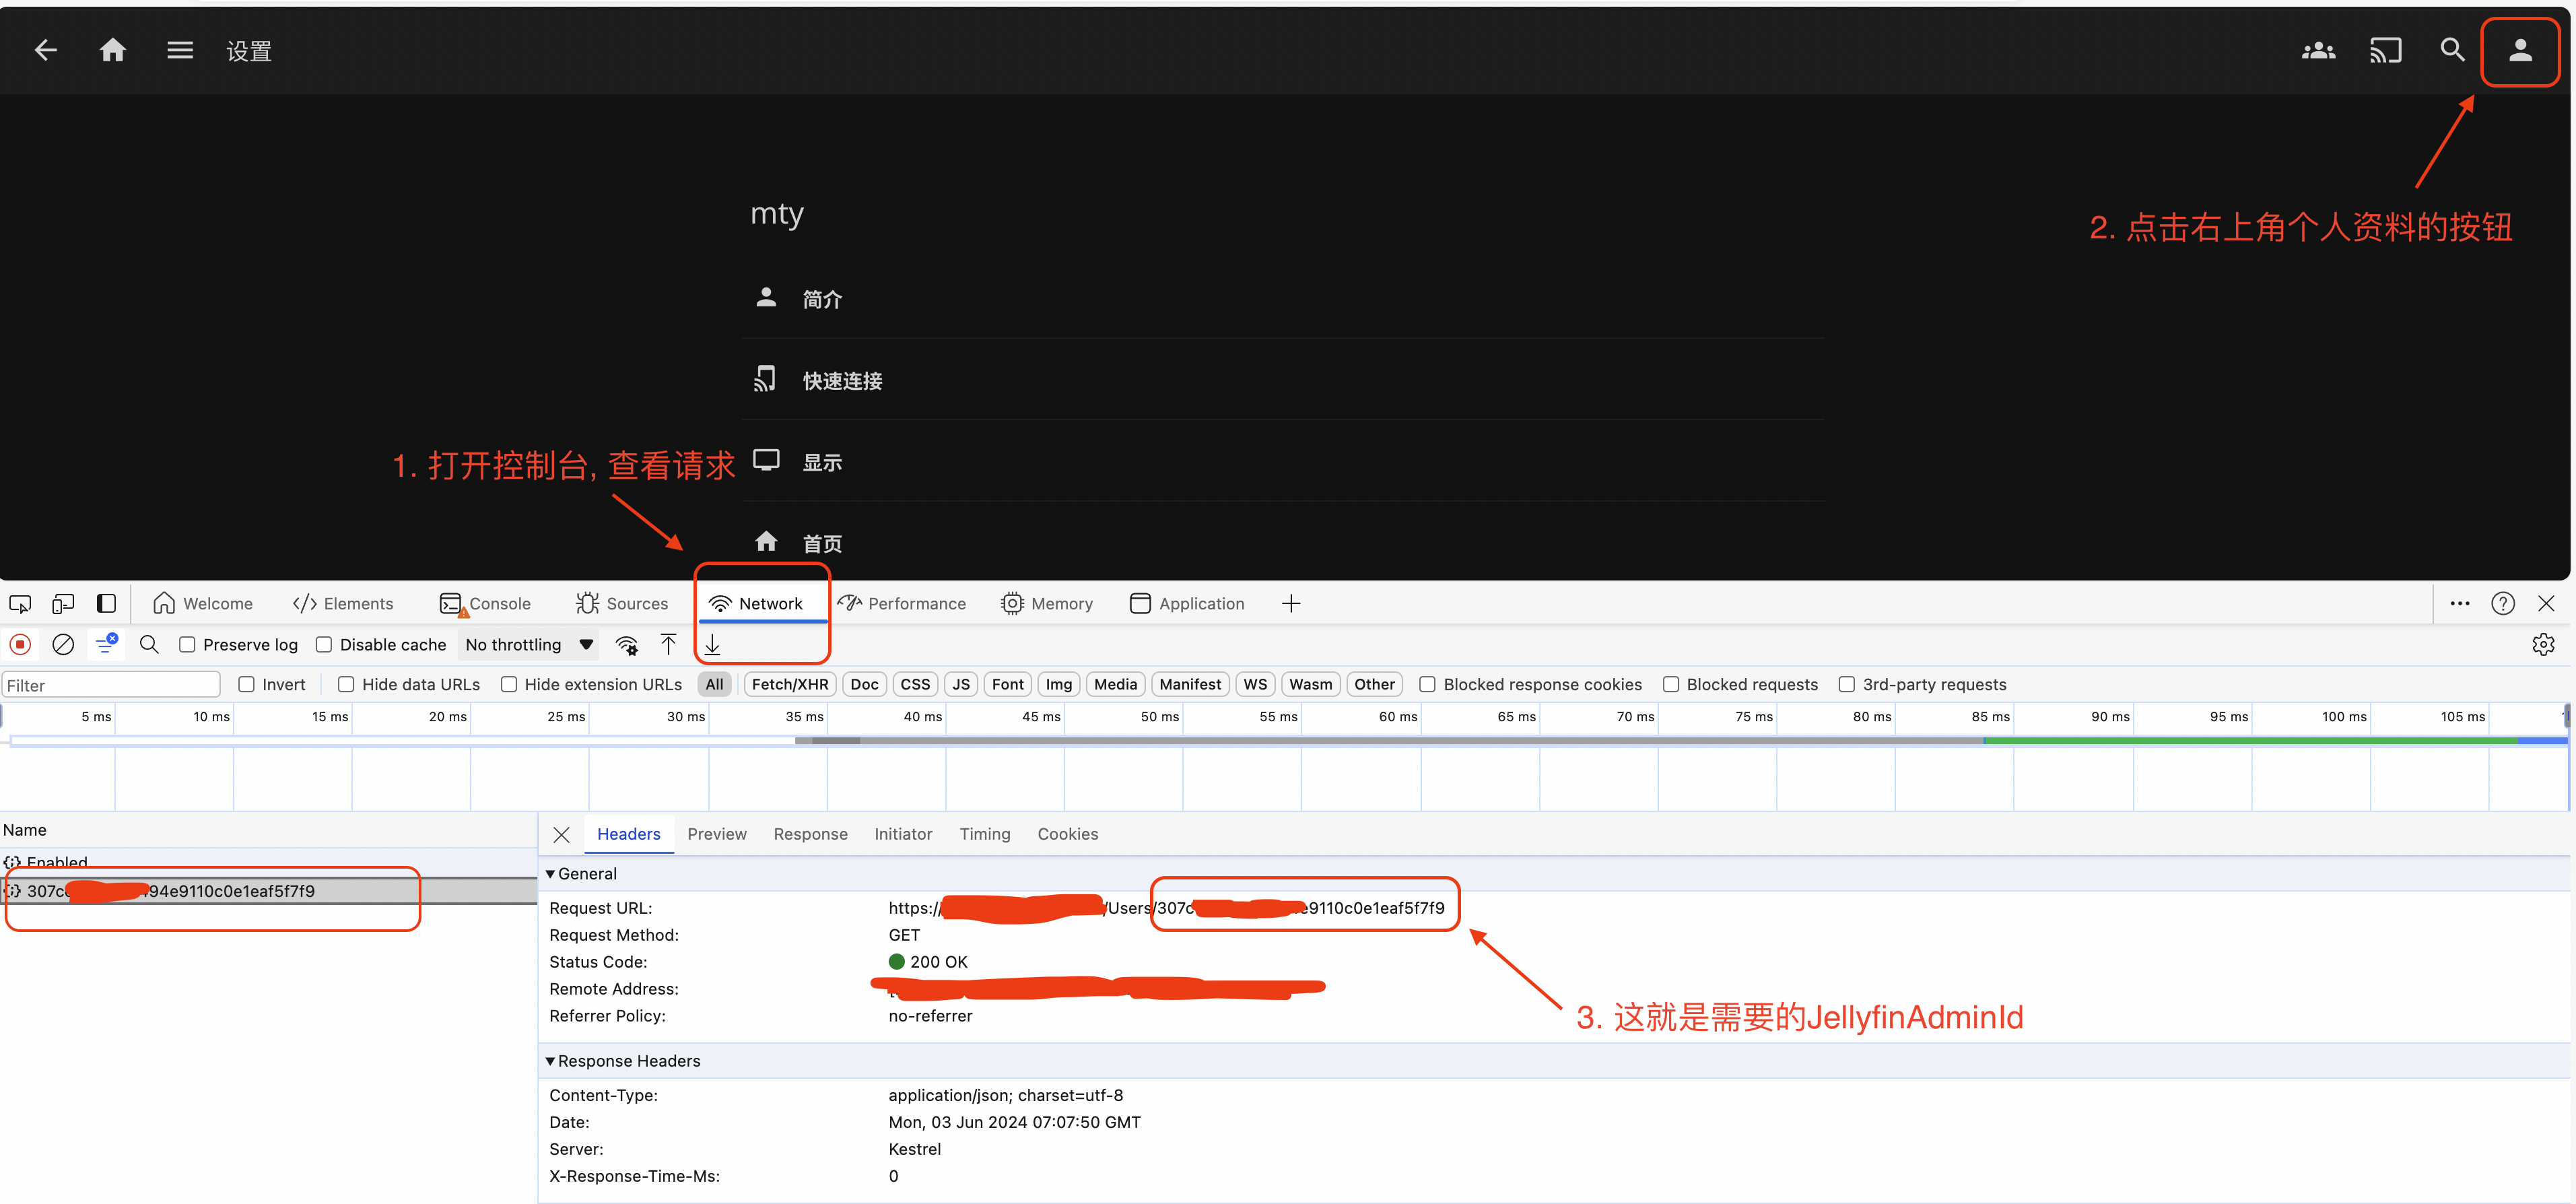 设置
mty
2. 点击右上角个人资料的按钮
简介
快速连接
1. 打开控制台, 查看请求
显示
首页
Welcome Elements Console Sources Network Performance Memory Application
Preserve log Disable cache No throttling
Filter Invert Hide data URLs Hide extension URLs All Fetch/XHR Doc CSS JS Font Img Media Manifest WS Wasm Other Blocked response cookies Blocked requests 3rd-party requests
5 ms 10 ms 15 ms 20 ms 25 ms 30 ms 35 ms 40 ms 45 ms 50 ms 55 ms 60 ms 65 ms 70 ms 75 ms 80 ms 85 ms 90 ms 95 ms 100 ms 105 ms
Name
Headers Preview Response Initiator Timing Cookies
Enabled
General
307c 94e9110c0e1eaf5f7f9
Request URL: https:/ /Users/307c e9110c0e1eaf5f7f9
Request Method: GET
Status Code: 200 OK
Remote Address:
Referrer Policy: no-referrer
3. 这就是需要的JellyfinAdminId
Response Headers
Content-Type: application/json; charset=utf-8
Date: Mon, 03 Jun 2024 07:07:50 GMT
Server: Kestrel
X-Response-Time-Ms: 0